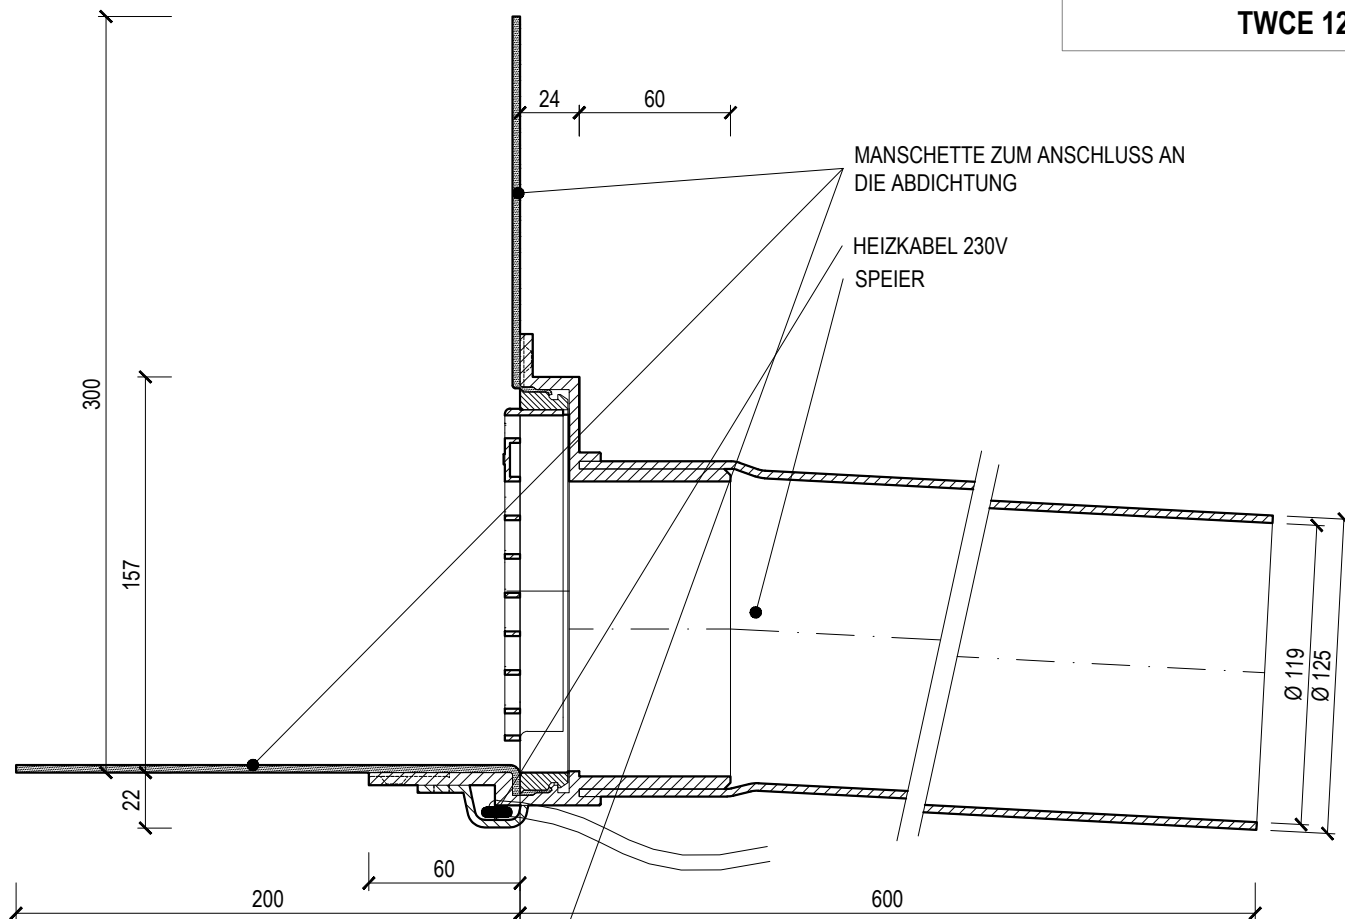 TWCE 12
24
60
MANSCHETTE ZUM ANSCHLUSS AN
DIE ABDICHTUNG
HEIZKABEL 230V
SPEIER
300
157
22
Ø 119
Ø 125
60
200
600